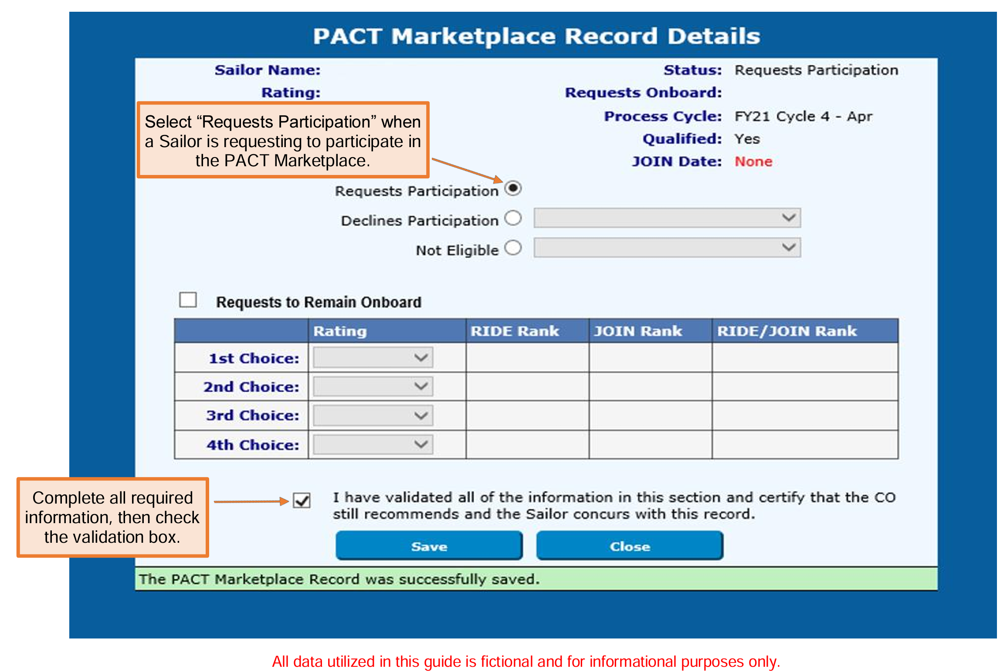 PACT Marketplace Record Details
Sailor Name:
Status: Requests Participation
Rating:
Requests Onboard:
Process Cycle: FY21 Cycle 4 - Apr
Qualified: Yes
JOIN Date: None
Select “Requests Participation” when
a Sailor is requesting to participate in
the PACT Marketplace.
Requests Participation
Declines Participation
Not Eligible
Requests to Remain Onboard
Rating RIDE Rank JOIN Rank RIDE/JOIN Rank
1st Choice:
2nd Choice:
3rd Choice:
4th Choice:
Complete all required
information, then check
the validation box.
I have validated all of the information in this section and certify that the CO
still recommends and the Sailor concurs with this record.
Save Close
The PACT Marketplace Record was successfully saved.
All data utilized in this guide is fictional and for informational purposes only.